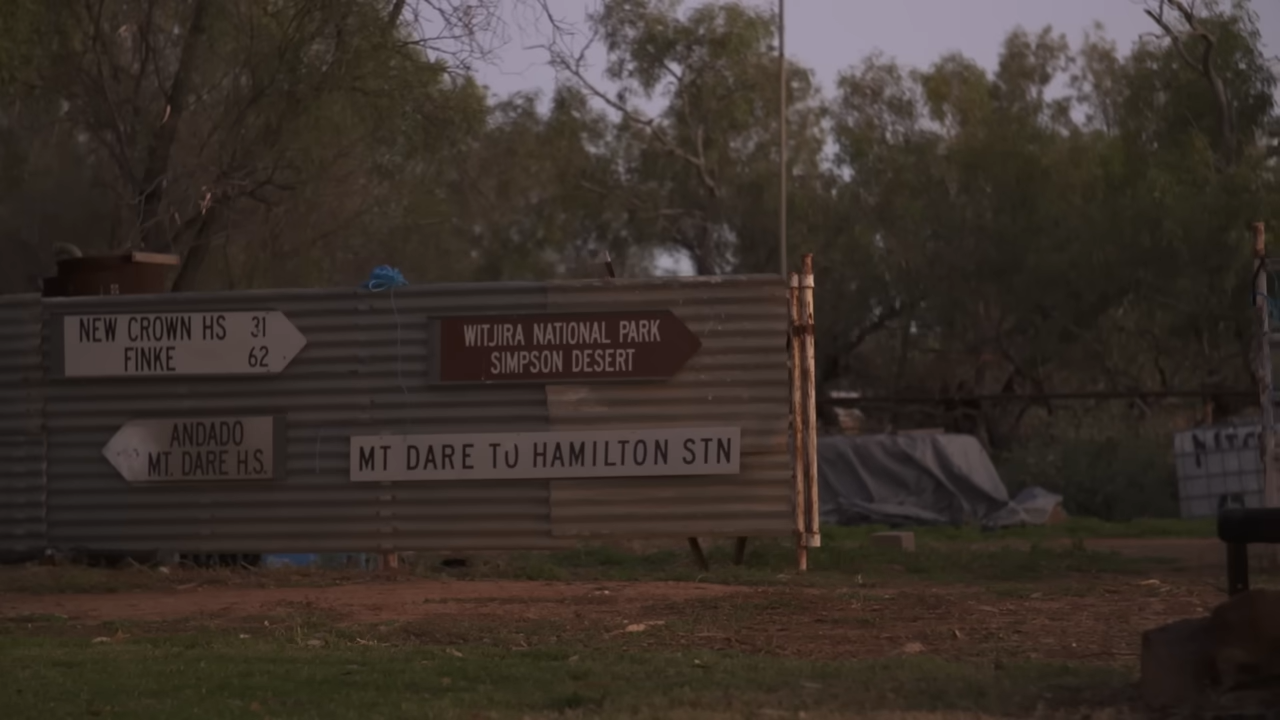 NEW CROWN HS 31
FINKE 62
WITJIRA NATIONAL PARK
SIMPSON DESERT
ANDADO
MT. DARE H.S.
MT DARE TO HAMILTON STN